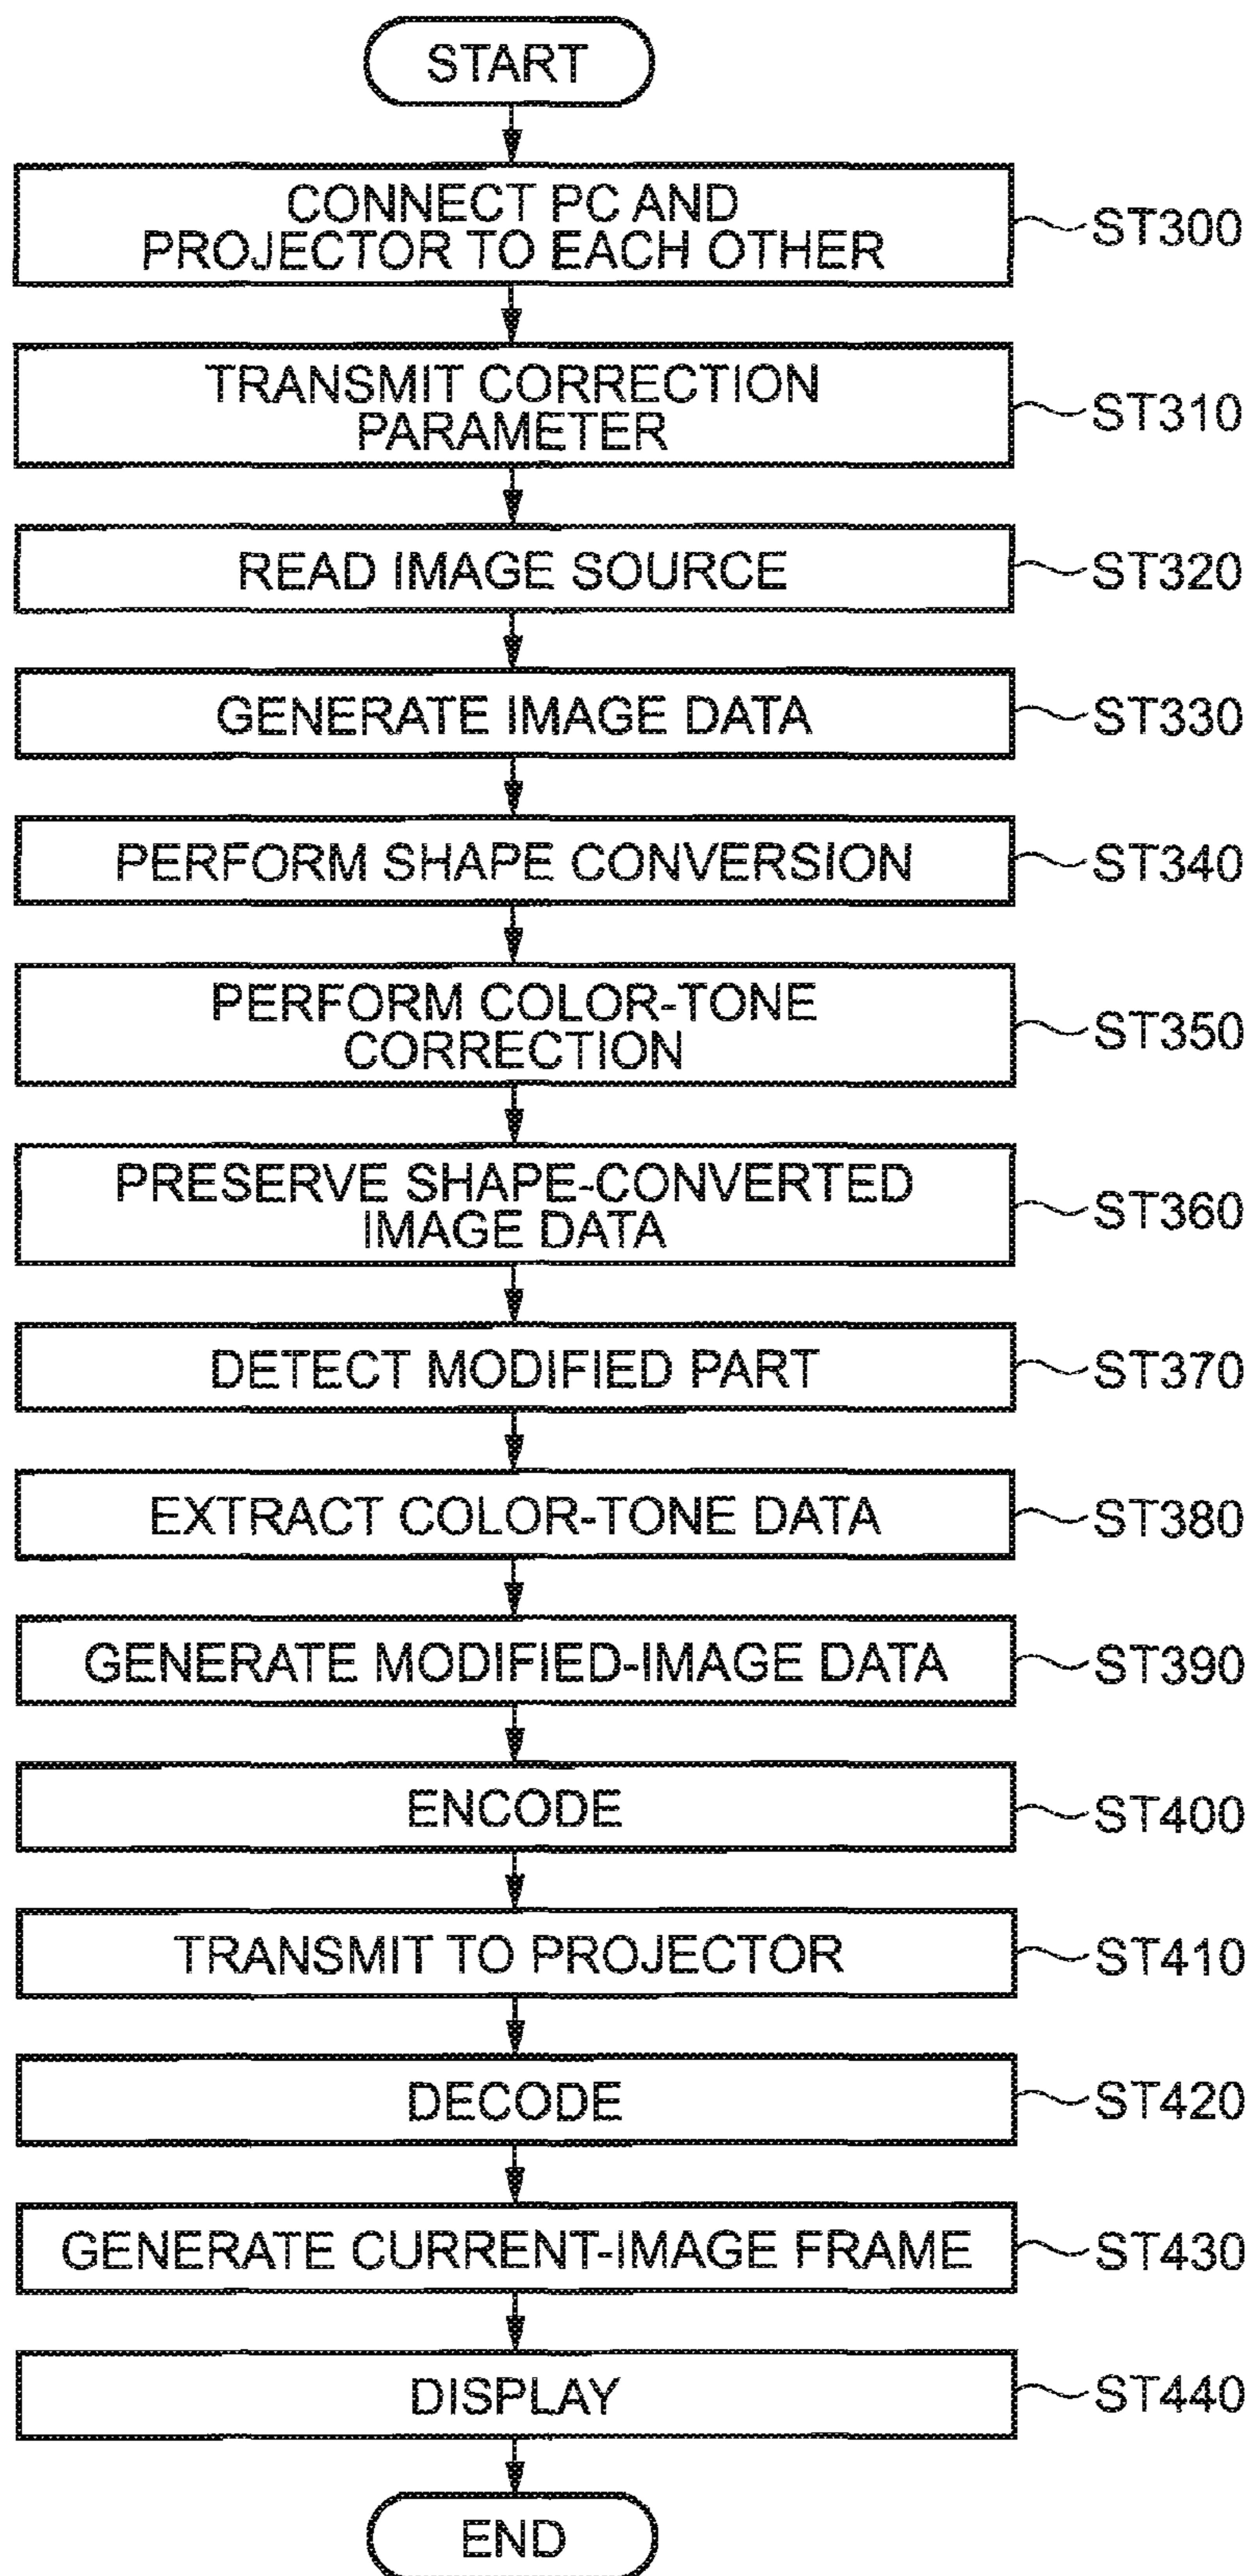 START
CONNECT PC AND
PROJECTOR TO EACH OTHER
ST300
TRANSMIT CORRECTION
PARAMETER
ST310
READ IMAGE SOURCE
ST320
GENERATE IMAGE DATA
ST330
PERFORM SHAPE CONVERSION
ST340
PERFORM COLOR-TONE
CORRECTION
ST350
PRESERVE SHAPE-CONVERTED
IMAGE DATA
ST360
DETECT MODIFIED PART
ST370
EXTRACT COLOR-TONE DATA
ST380
GENERATE MODIFIED-IMAGE DATA
ST390
ENCODE
ST400
TRANSMIT TO PROJECTOR
ST410
DECODE
ST420
GENERATE CURRENT-IMAGE FRAME
ST430
DISPLAY
ST440
END